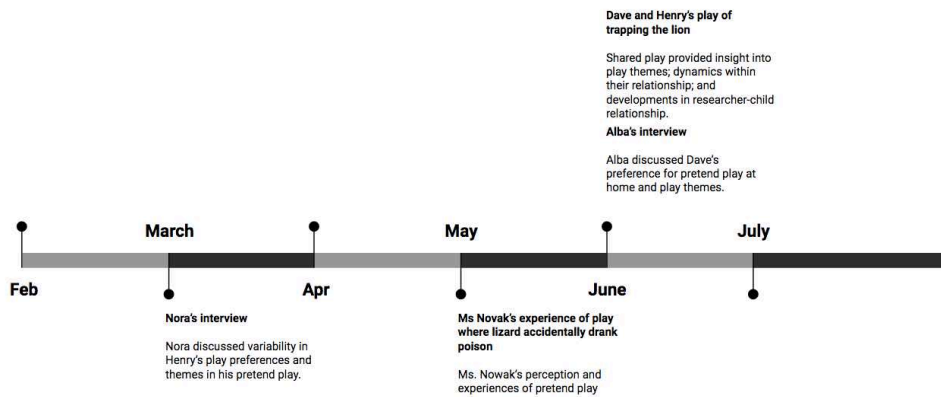 Dave and Henry’s play of
trapping the lion
Shared play provided insight into
play themes; dynamics within
their relationship; and
developments in researcher-child
relationship.
Alba’s interview
Alba discussed Dave’s
preference for pretend play at
home and play themes.
March
May
July
Feb
Apr
June
Nora’s interview
Nora discussed variability in
Henry’s play preferences and
themes in his pretend play.
Ms Novak’s experience of play
where lizard accidentally drank
poison
Ms. Nowak’s perception and
experiences of pretend play